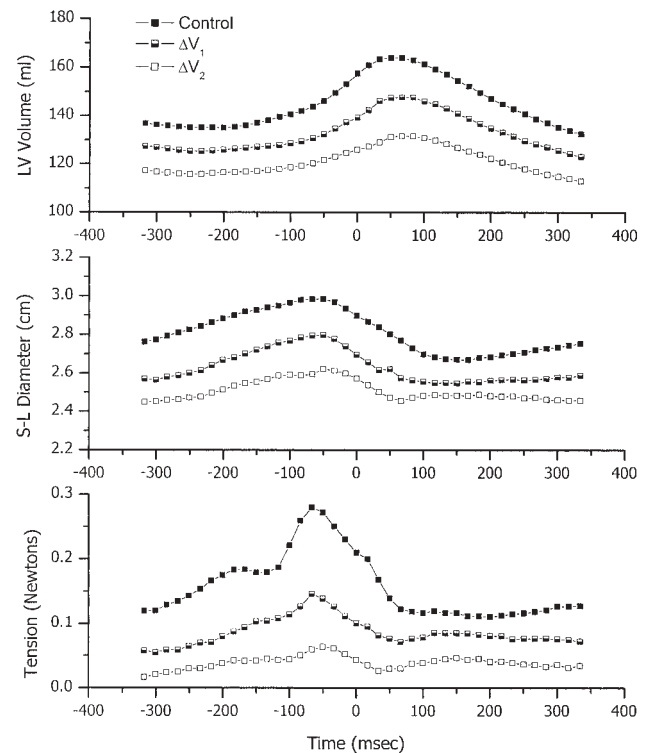 Control
ΔV1
ΔV2
LV Volume (ml)
180
160
140
120
100
-400 -300 -200 -100 0 100 200 300 400
S-L Diameter (cm)
3.2
3.0
2.8
2.6
2.4
2.2
-400 -300 -200 -100 0 100 200 300 400
Tension (Newtons)
0.3
0.2
0.1
0.0
-400 -300 -200 -100 0 100 200 300 400
Time (msec)